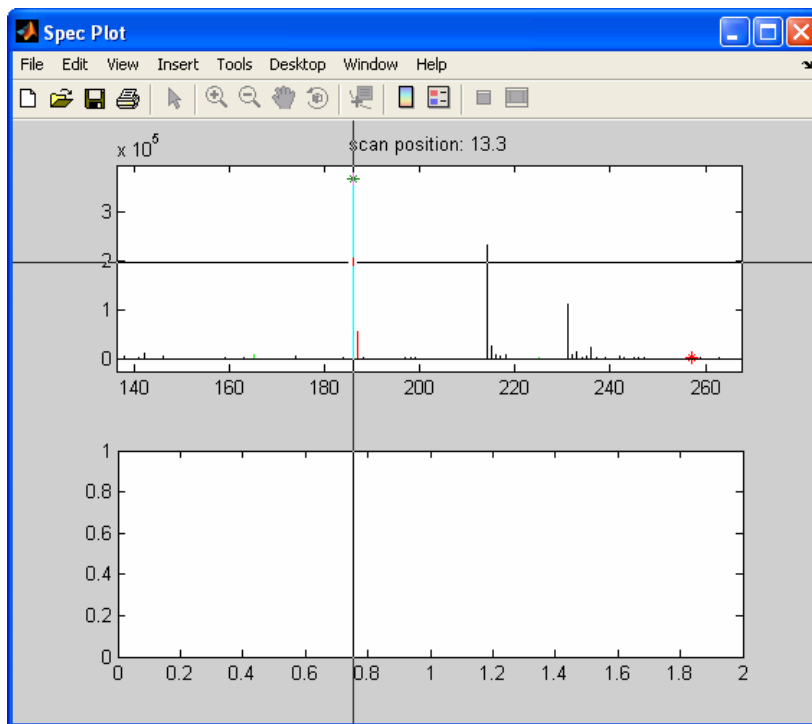 Spec Plot
File Edit View Insert Tools Desktop Window Help
x 10^5
scan position: 13.3
3
2
1
0
140 160 180 200 220 240 260
1
0.8
0.6
0.4
0.2
0
0 0.2 0.4 0.6 0.8 1 1.2 1.4 1.6 1.8 2